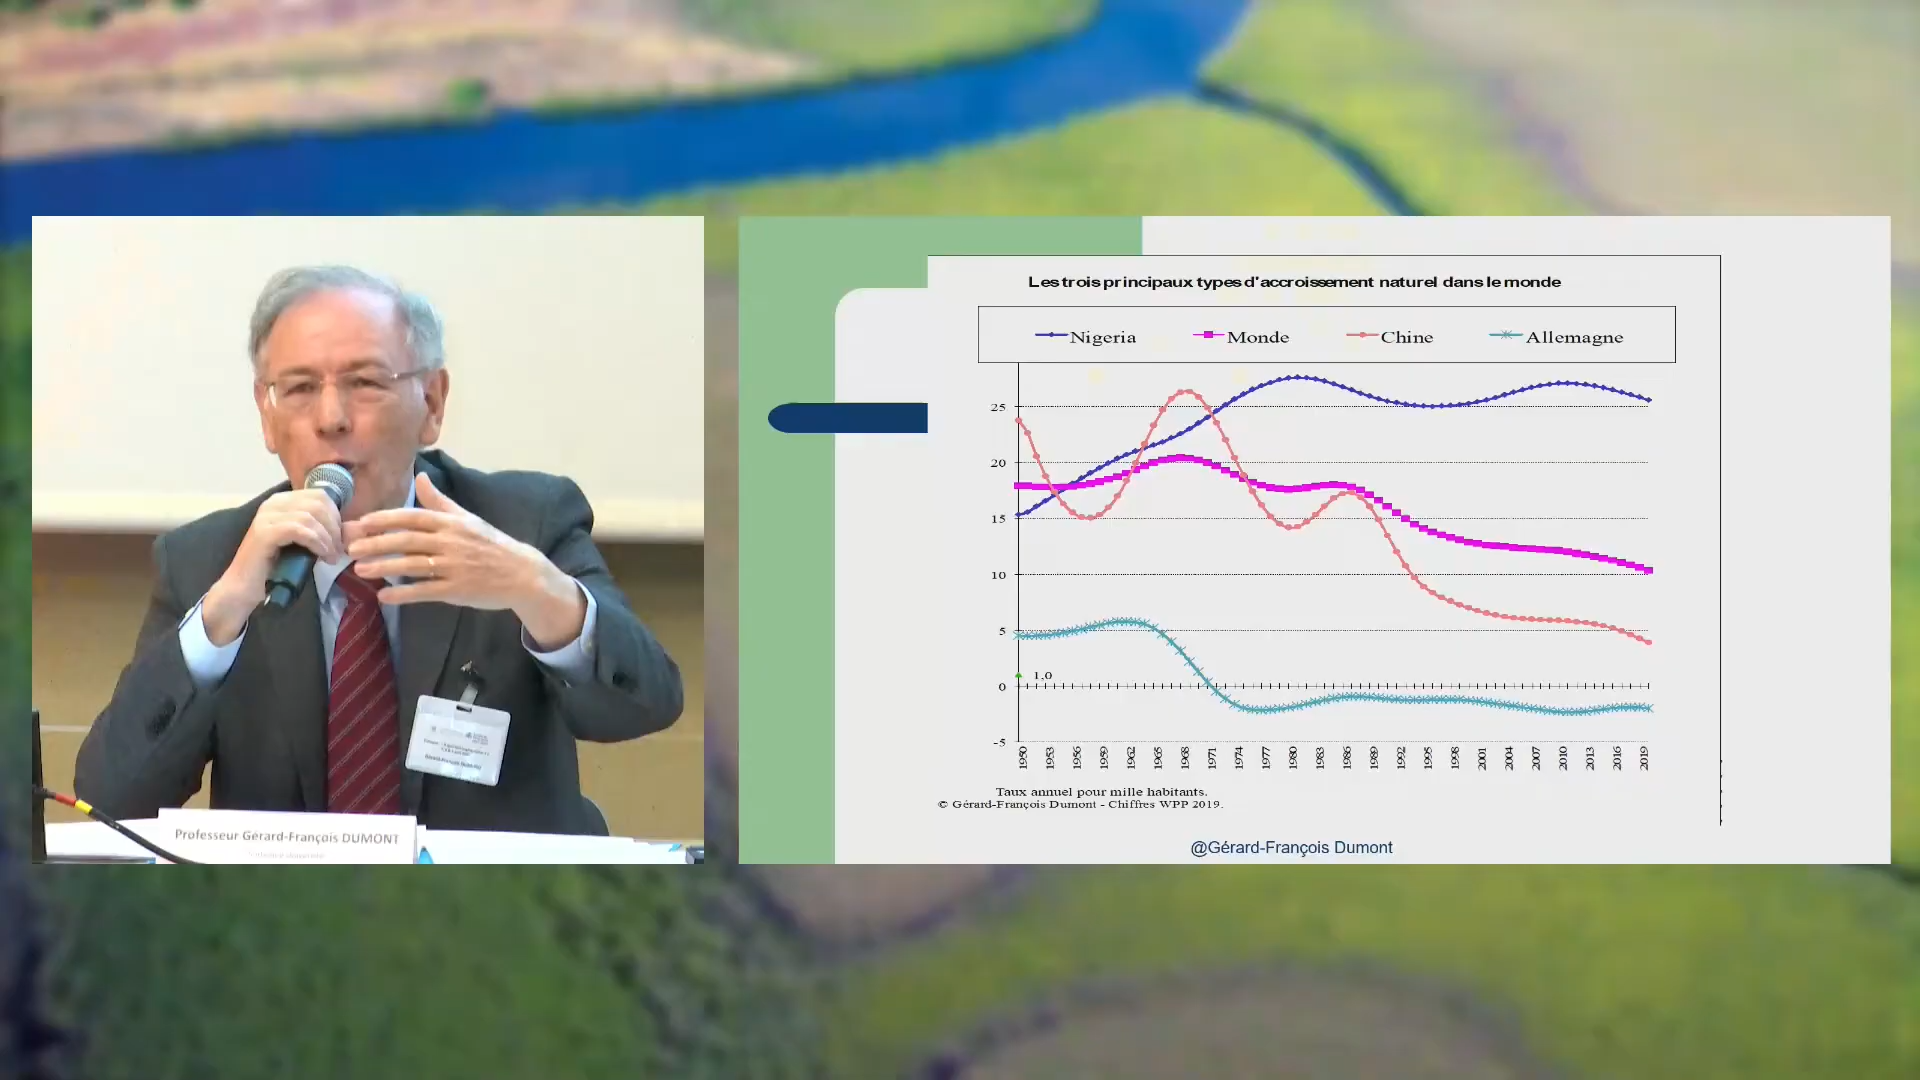 Professeur Gérard-François DUMONT
Les trois principaux types d'accroissement naturel dans le monde
Nigeria Monde Chine Allemagne
25
20
15
10
5
1,0
0
-5
1950 1953 1956 1959 1962 1965 1968 1971 1974 1977 1980 1983 1986 1989 1992 1995 1998 2001 2004 2007 2010 2013 2016 2019
Taux annuel pour mille habitants.
© Gérard-François Dumont - Chiffres WPP 2019.
@Gérard-François Dumont